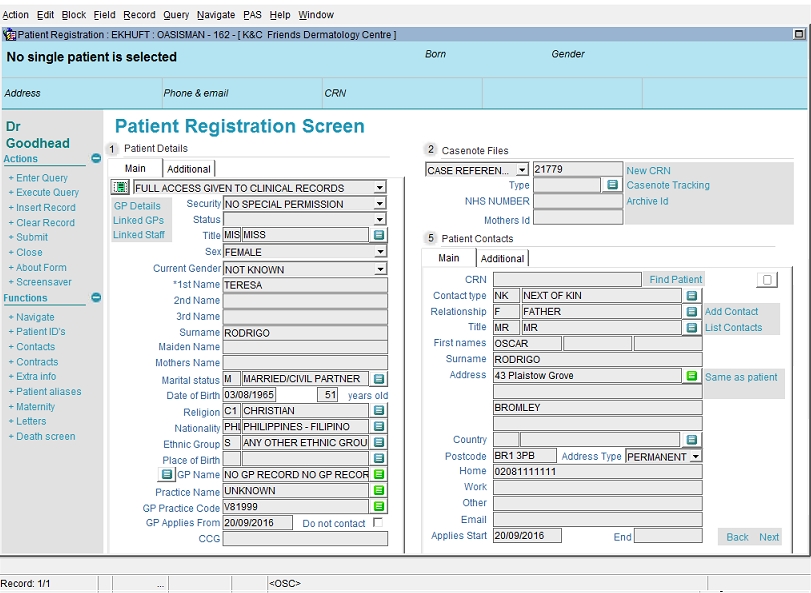 Action Edit Block Field Record Query Navigate PAS Help Window
Patient Registration : EKHUFT : OASISMAN - 162 - [ K&C Friends Dermatology Centre ]
No single patient is selected
Born
Gender
Address
Phone & email
CRN
Dr Goodhead
Actions
+ Enter Query
+ Execute Query
+ Insert Record
+ Clear Record
+ Submit
+ Close
+ About Form
+ Screensaver
Functions
+ Navigate
+ Patient ID's
+ Contacts
+ Contracts
+ Extra info
+ Patient aliases
+ Maternity
+ Letters
+ Death screen
Patient Registration Screen
1 Patient Details
Main Additional
FULL ACCESS GIVEN TO CLINICAL RECORDS
GP Details
Linked GPs
Linked Staff
Security NO SPECIAL PERMISSION
Status
Title MIS MISS
Sex FEMALE
Current Gender NOT KNOWN
*1st Name TERESA
2nd Name
3rd Name
Surname RODRIGO
Maiden Name
Mothers Name
Marital status M MARRIED/CIVIL PARTNER
Date of Birth 03/08/1965 51 years old
Religion C1 CHRISTIAN
Nationality PHL PHILIPPINES - FILIPINO
Ethnic Group S ANY OTHER ETHNIC GROU
Place of Birth
GP Name NO GP RECORD NO GP RECOR
Practice Name UNKNOWN
GP Practice Code V81999
GP Applies From 20/09/2016 Do not contact
CCG
2 Casenote Files
CASE REFEREN... 21779 New CRN
Type Casenote Tracking
NHS NUMBER Archive Id
Mothers Id
5 Patient Contacts
Main Additional
CRN Find Patient
Contact type NK NEXT OF KIN
Relationship F FATHER Add Contact
Title MR MR List Contacts
First names OSCAR
Surname RODRIGO
Address 43 Plaistow Grove Same as patient
BROMLEY
Country
Postcode BR1 3PB Address Type PERMANENT
Home 02081111111
Work
Other
Email
Applies Start 20/09/2016 End Back Next
Record: 1/1 ... <OSC>